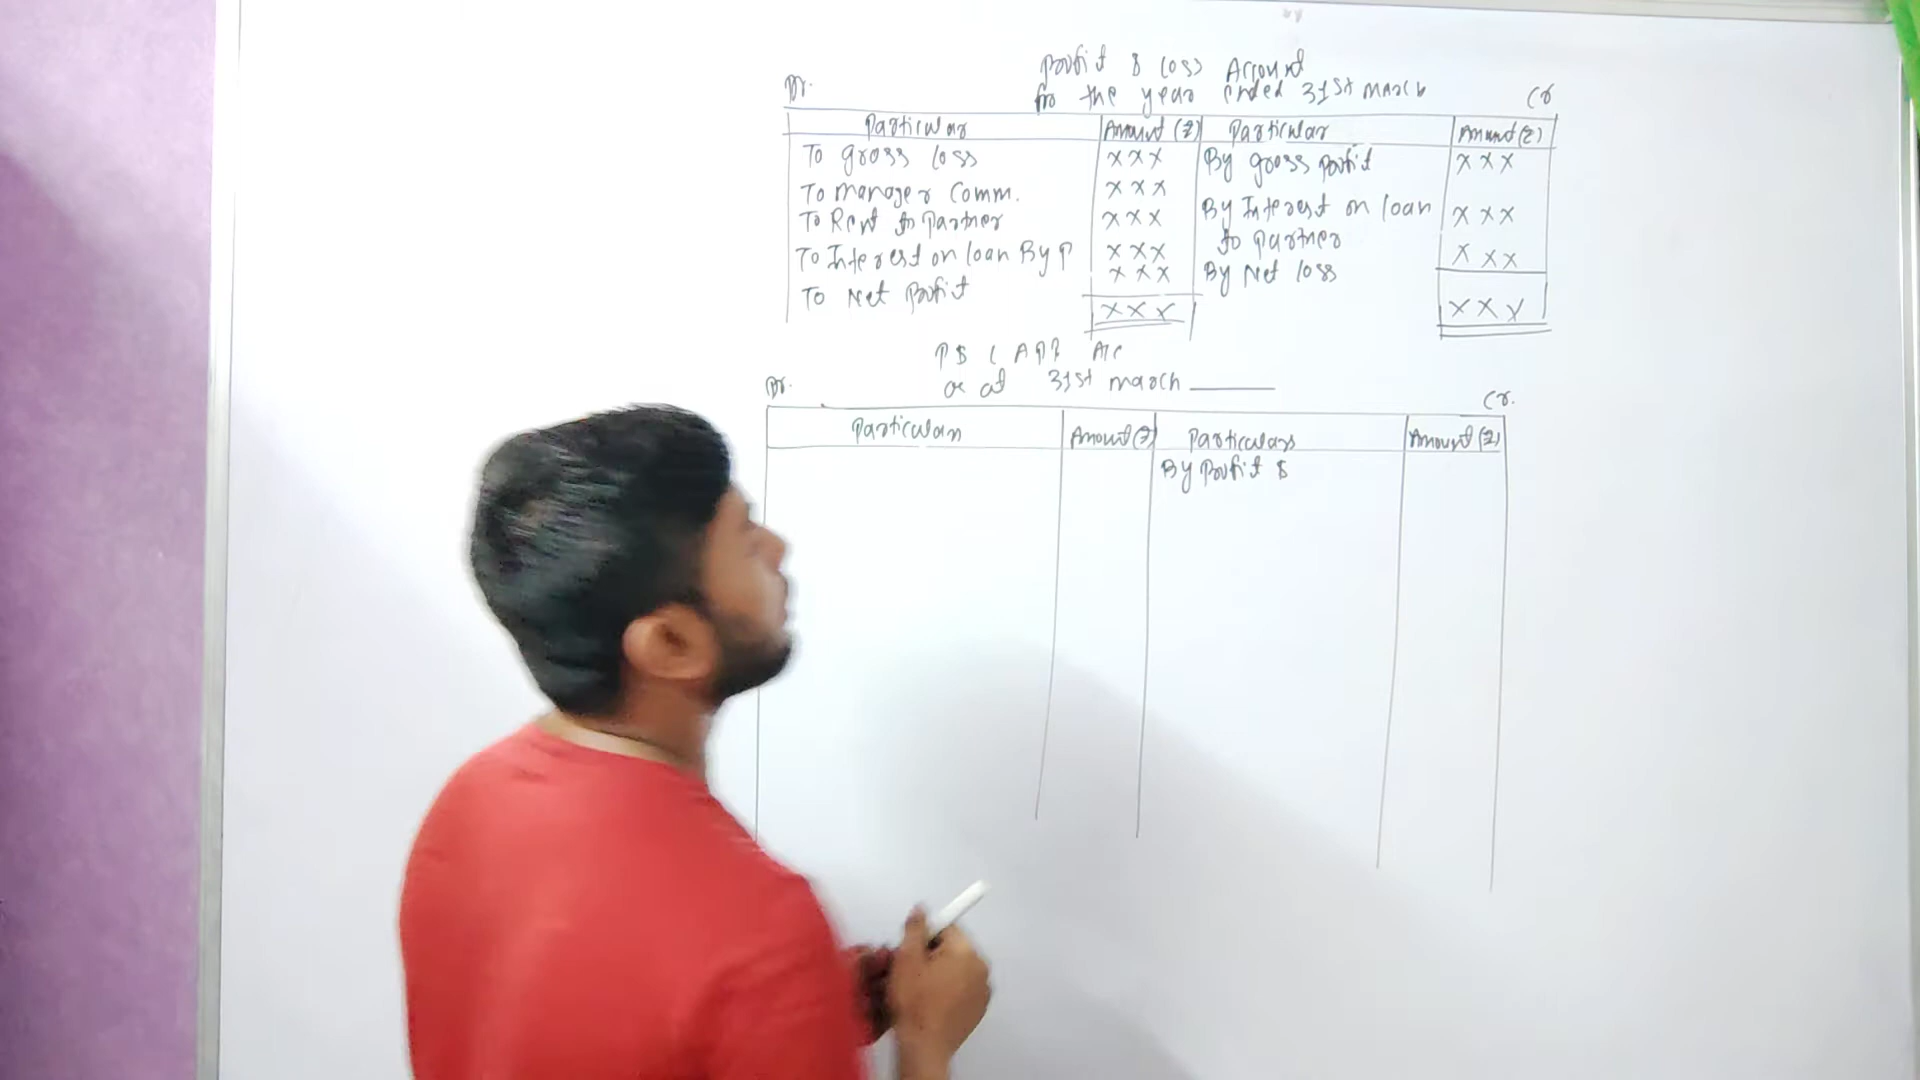 Profit & Loss Account
Dr. for the year ended 31st march Cr
Particular Amount (₹) Particular Amount (₹)
To gross loss xxx By gross profit xxx
To manager Comm. xxx
To Rent to Partner xxx By Interest on loan xxx
to partner
To Interest on loan By P xxx xxx
xxx By Net loss
To Net Profit
xxx xxx
P & L APP A/C
Dr. as at 31st march ______ Cr.
Particulars Amount (₹) Particulars Amount (₹)
By Profit &